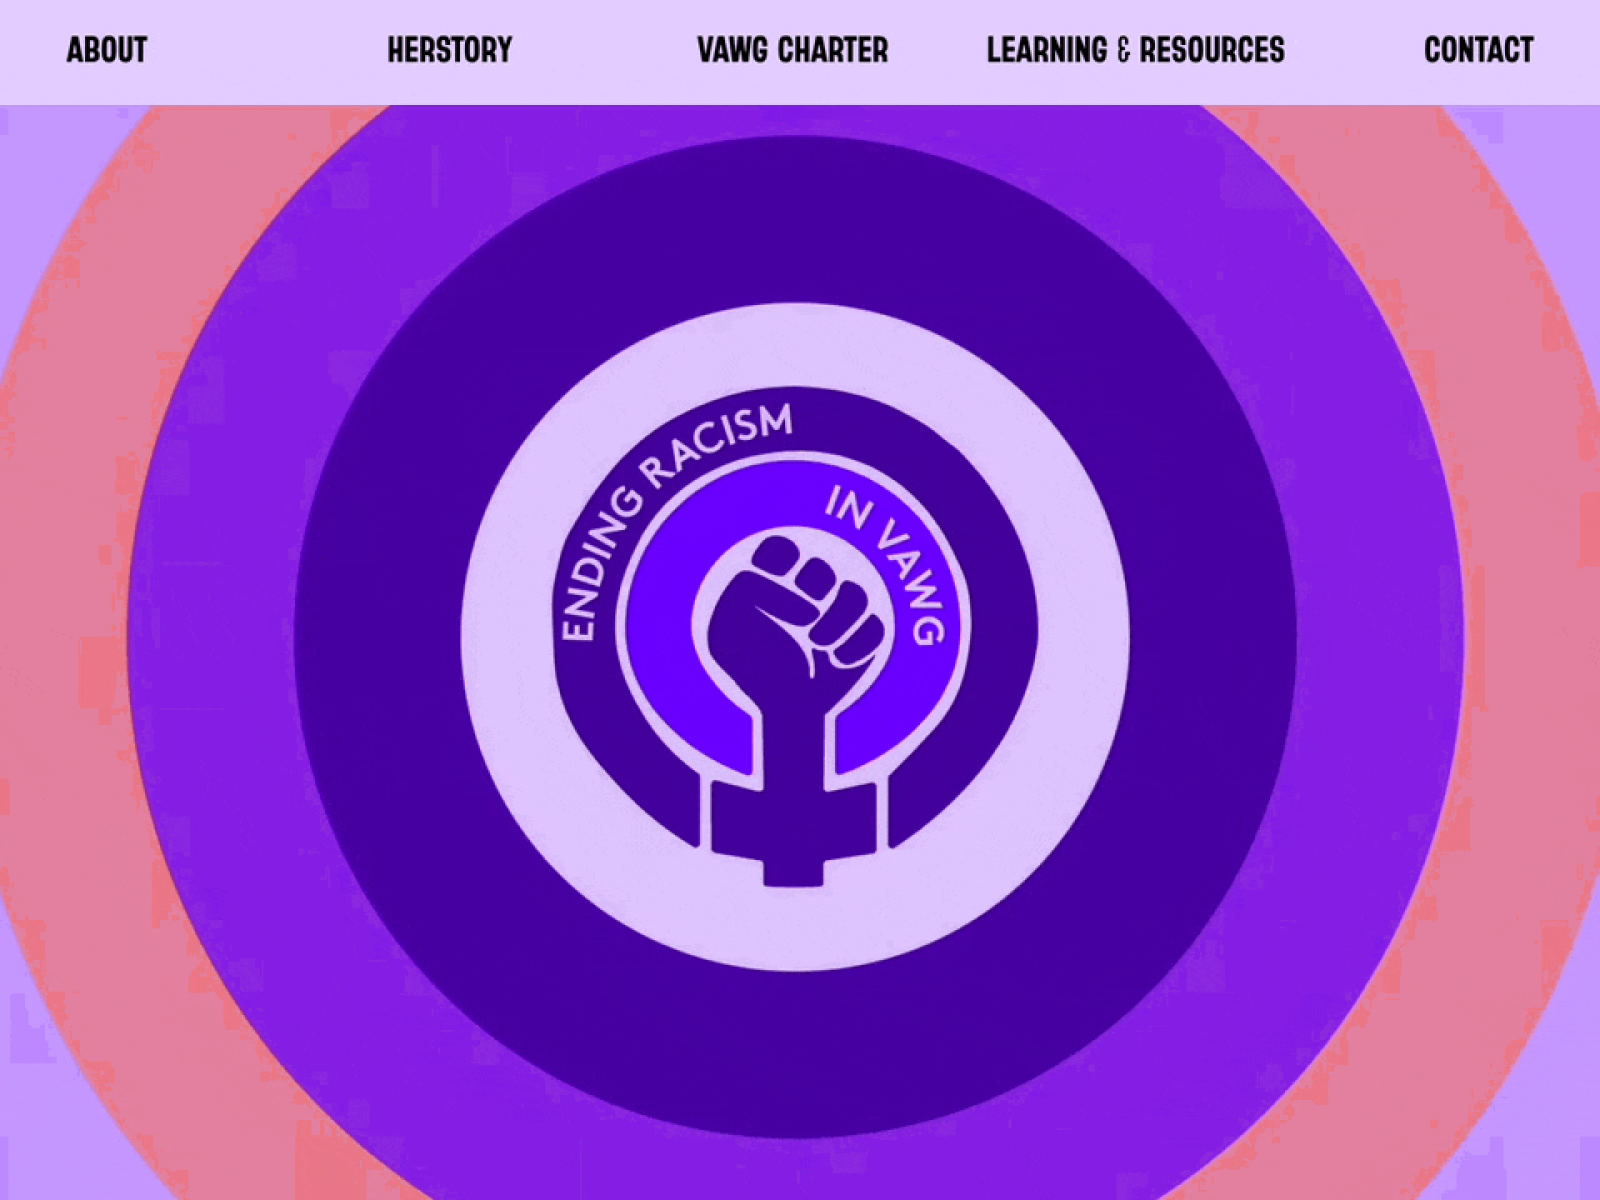 ABOUT
HERSTORY
VAWG CHARTER
LEARNING & RESOURCES
CONTACT
ENDING RACISM
IN VAWG